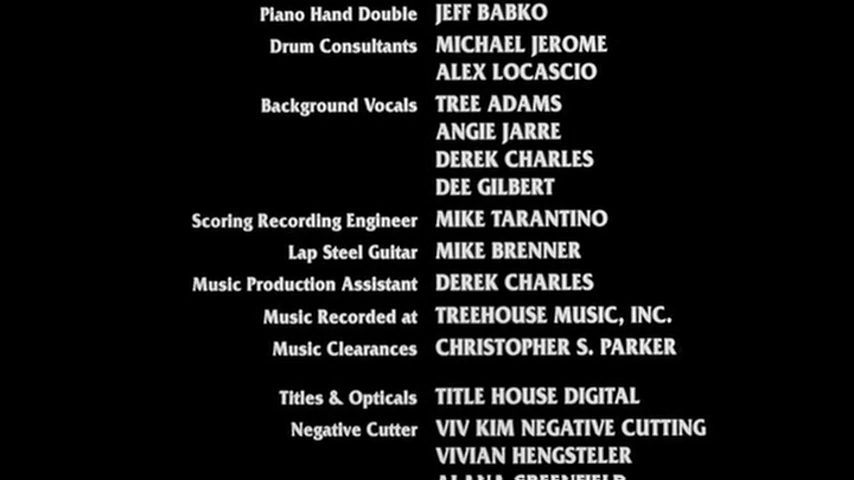 Piano Hand Double JEFF BABKO
Drum Consultants MICHAEL JEROME
ALEX LOCASCIO
Background Vocals TREE ADAMS
ANGIE JARRE
DEREK CHARLES
DEE GILBERT
Scoring Recording Engineer MIKE TARANTINO
Lap Steel Guitar MIKE BRENNER
Music Production Assistant DEREK CHARLES
Music Recorded at TREEHOUSE MUSIC, INC.
Music Clearances CHRISTOPHER S. PARKER
Titles & Opticals TITLE HOUSE DIGITAL
Negative Cutter VIV KIM NEGATIVE CUTTING
VIVIAN HENGSTELER
ALANA GREENFIELD